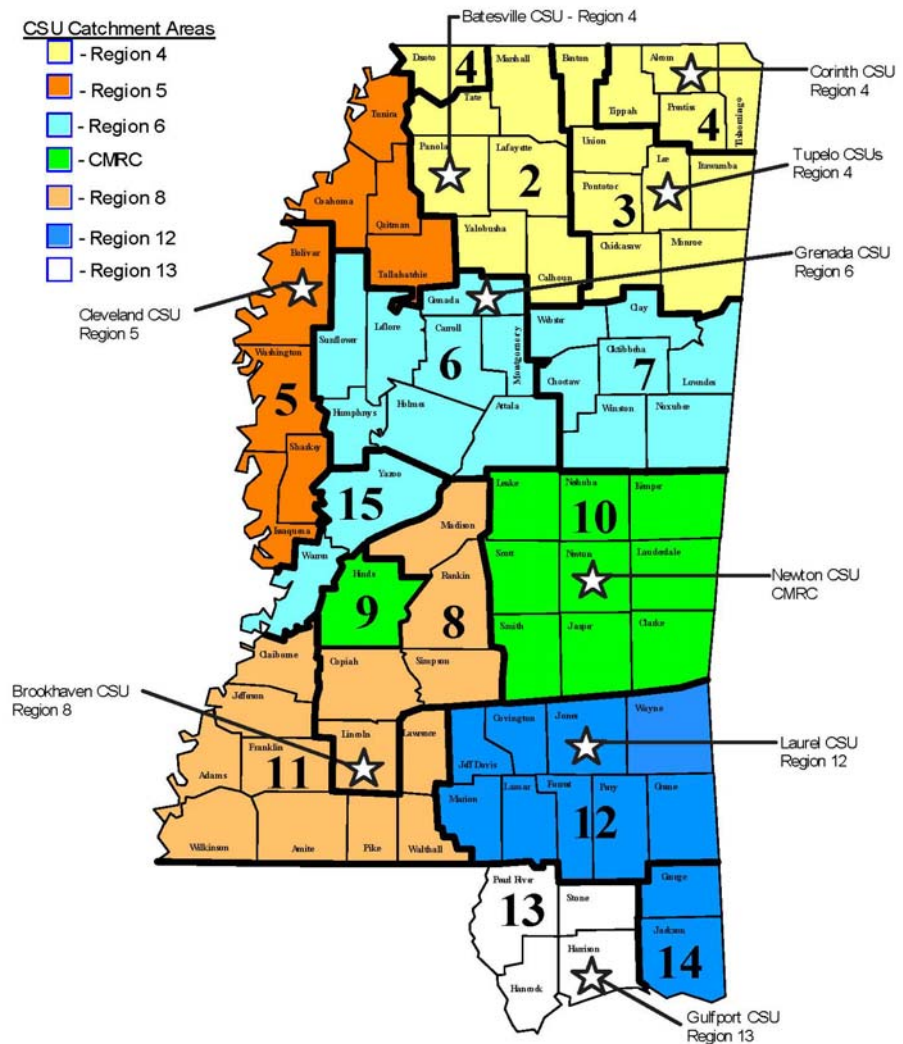 Batesville CSU - Region 4
CSU Catchment Areas
- Region 4
- Region 5
- Region 6
- CMRC
- Region 8
- Region 12
- Region 13
Corinth CSU
Region 4
Tupelo CSUs
Region 4
Grenada CSU
Region 6
Cleveland CSU
Region 5
Newton CSU
CMRC
Brookhaven CSU
Region 8
Laurel CSU
Region 12
Gulfport CSU
Region 13
Desoto
4
Marshall
Benton
Alcorn
Tippah
Prentiss
4
Tishomingo
Tunica
Tate
Panola
Lafayette
2
Union
Lee
Itawamba
Pontotoc
3
Coahoma
Quitman
Yalobusha
Chickasaw
Monroe
Bolivar
Tallahatchie
Calhoun
Grenada
Webster
Clay
Sunflower
Leflore
Carroll
6
Montgomery
Oktibbeha
7
Washington
5
Choctaw
Lowndes
Humphrys
Holmes
Attala
Winston
Noxubee
Sharkey
Yazoo
15
Leake
Neshoba
Kemper
10
Issaquena
Madison
Warren
Hinds
9
Rankin
8
Scott
Newton
Lauderdale
Smith
Jasper
Clarke
Claiborne
Copiah
Simpson
Jefferson
Lincoln
Lawrence
Covington
Jones
Wayne
Franklin
11
Adams
Jeff Davis
Marion
Lamar
Forrest
Perry
Greene
12
Wilkinson
Amite
Pike
Walthall
Pearl River
13
Stone
George
Harrison
Jackson
14
Hancock